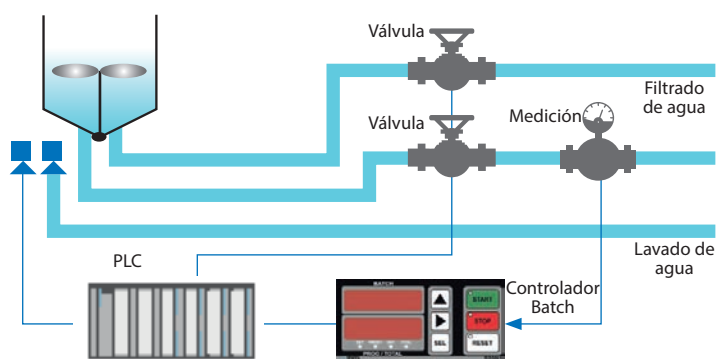 Válvula
Filtrado
de agua
Válvula
Medición
Lavado de
agua
PLC
Controlador
Batch
BATCH
PROG / TOTAL
SEL
START
STOP
RESET